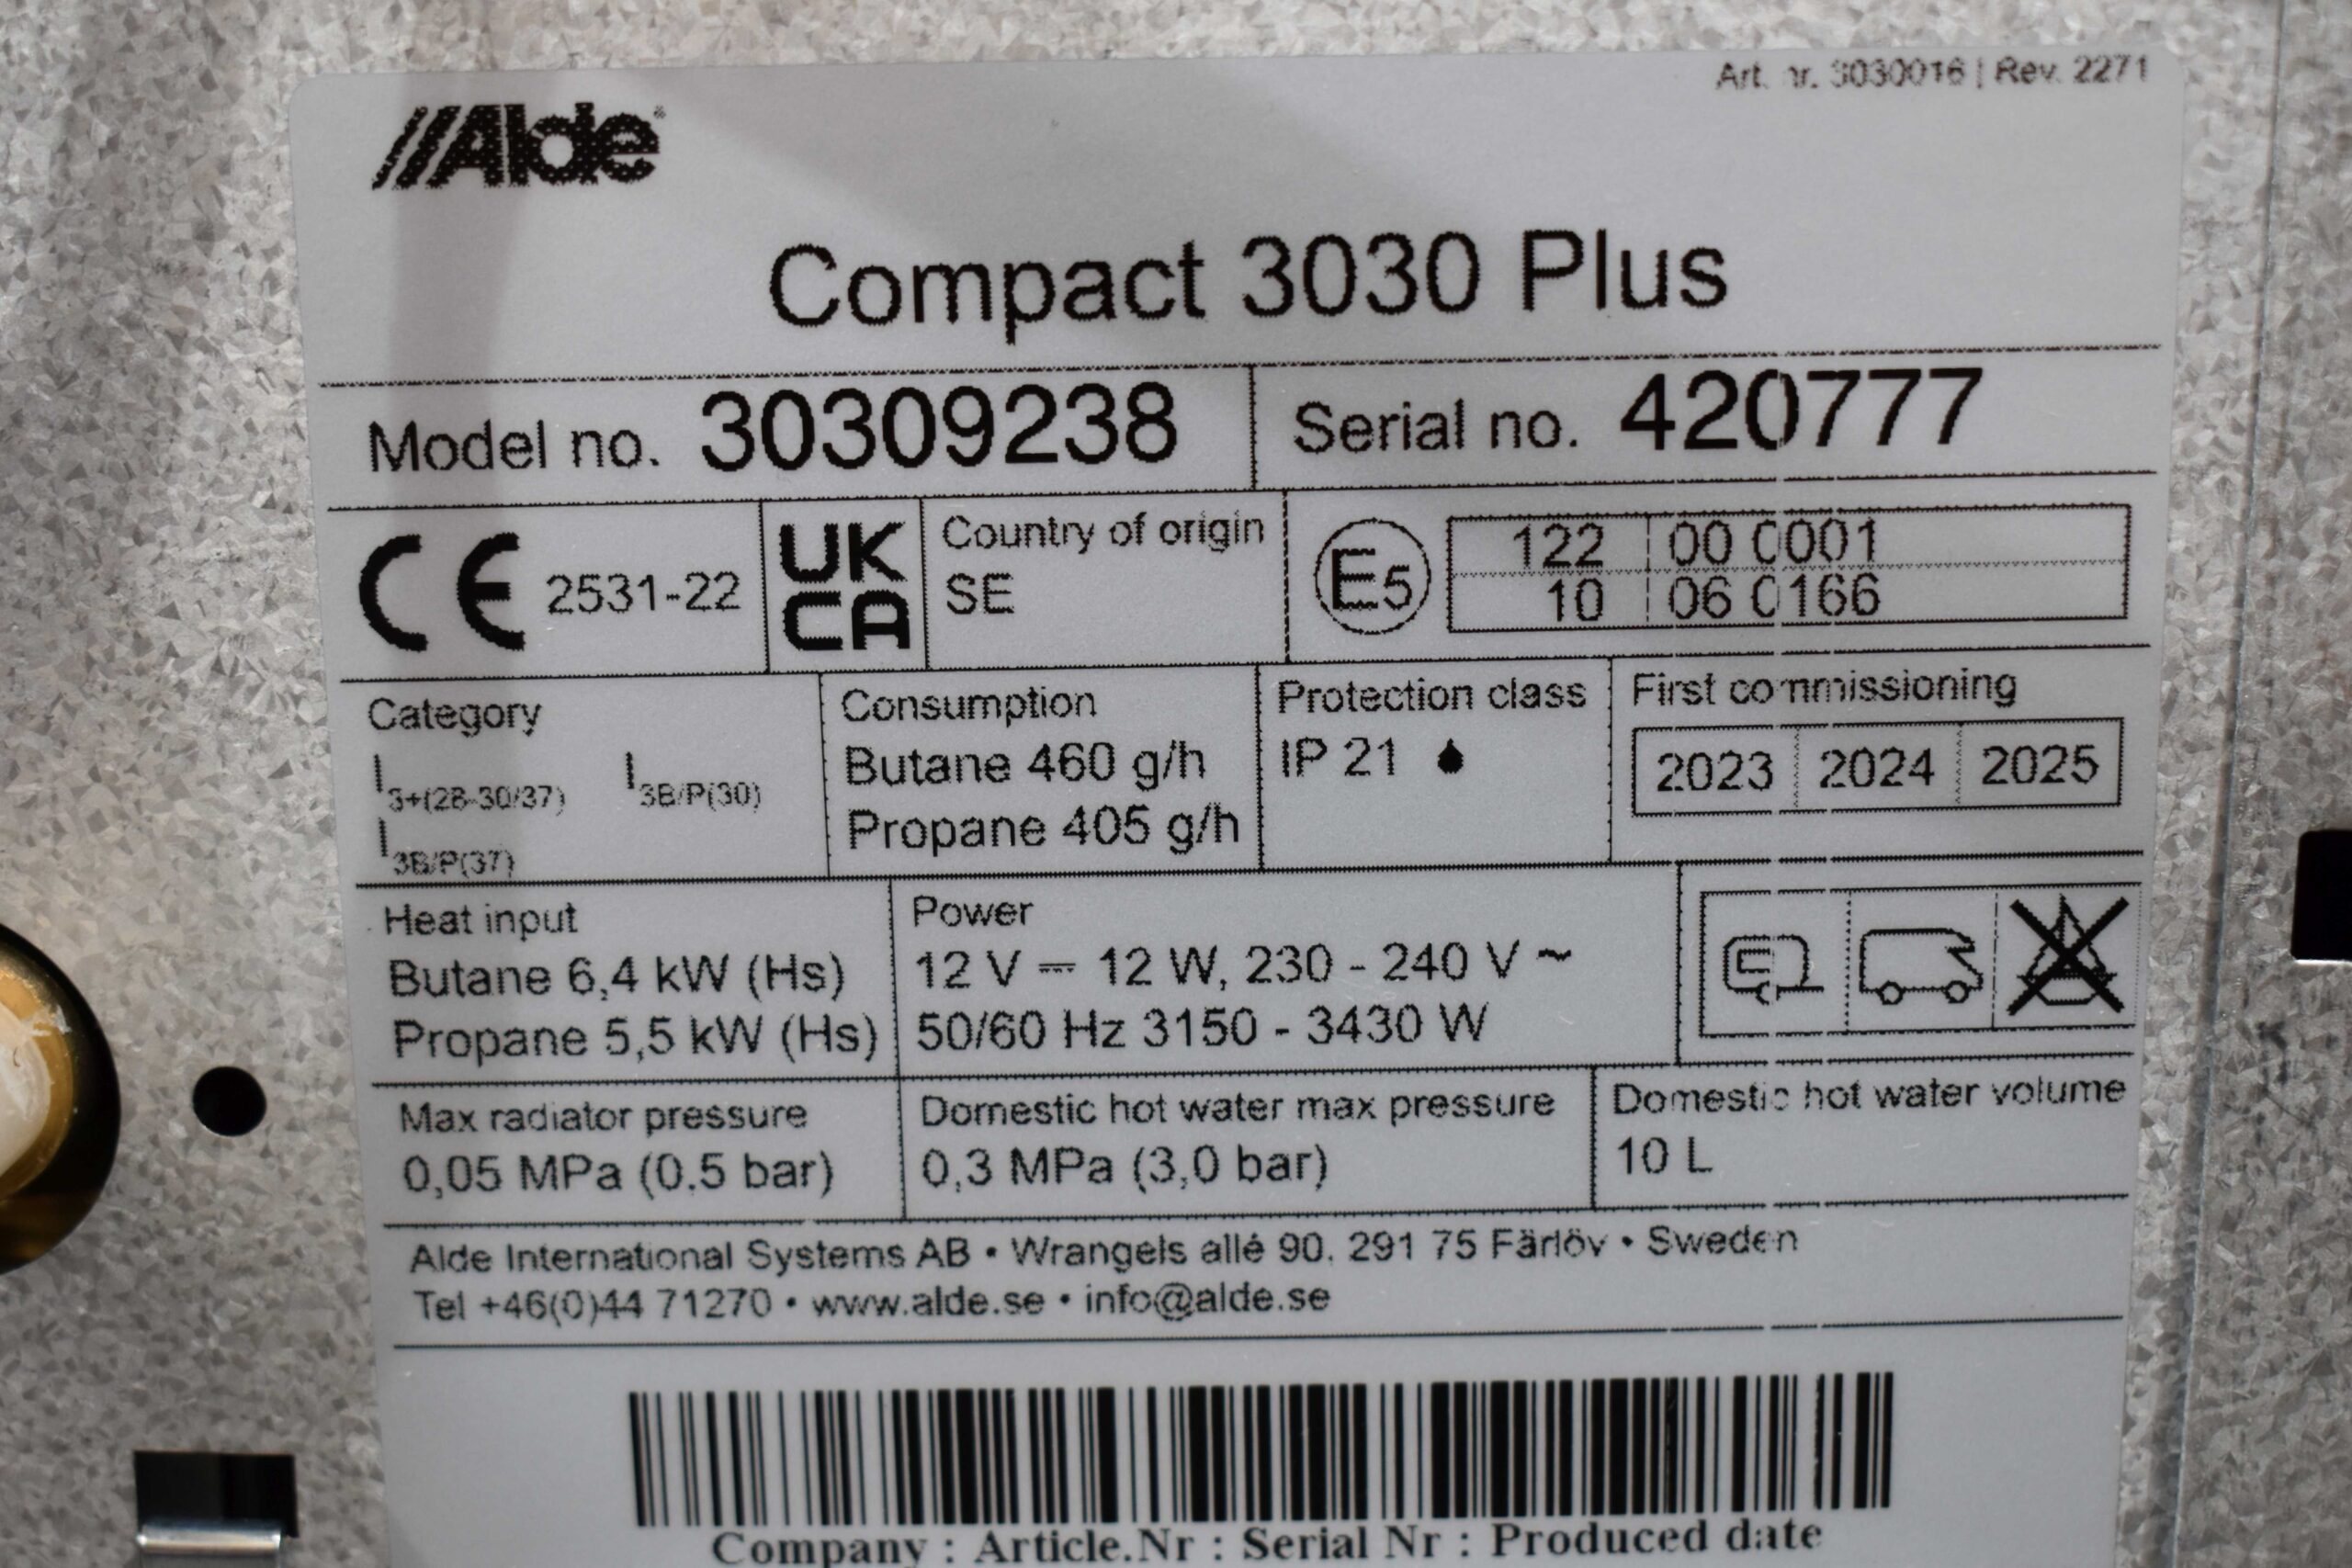 Art. nr. 3030016 | Rev. 2271
//Alde®
Compact 3030 Plus
Model no. 30309238
Serial no. 420777
CE 2531-22
UK
CA
Country of origin
SE
E5
122 00 0001
10 06 0166
Category
I3+(28-30/37) I3B/P(30)
I3B/P(37)
Consumption
Butane 460 g/h
Propane 405 g/h
Protection class
IP 21
First commissioning
2023 2024 2025
Heat input
Butane 6,4 kW (Hs)
Propane 5,5 kW (Hs)
Power
12 V ⎓ 12 W, 230 - 240 V ~
50/60 Hz 3150 - 3430 W
Max radiator pressure
0,05 MPa (0.5 bar)
Domestic hot water max pressure
0,3 MPa (3,0 bar)
Domestic hot water volume
10 L
Alde International Systems AB • Wrangels allé 90. 291 75 Färlöv • Sweden
Tel +46(0)44 71270 • www.alde.se • info@alde.se
Company : Article.Nr : Serial Nr : Produced date